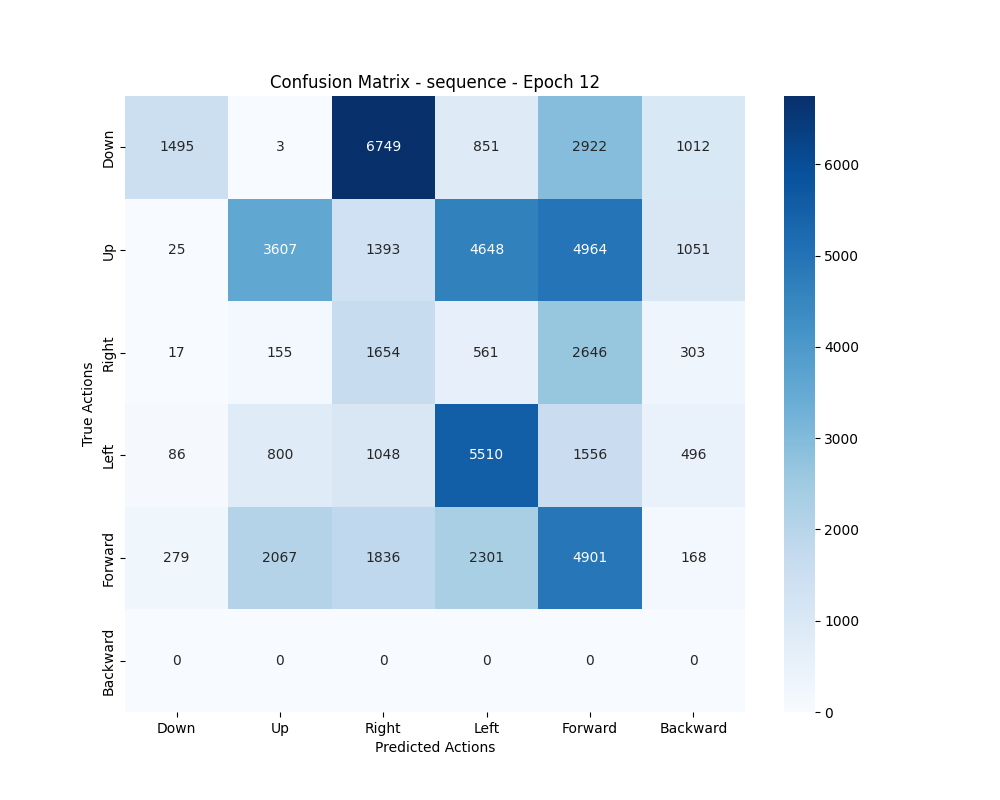 Confusion Matrix - sequence - Epoch 12
True Actions
Down 1495 3 6749 851 2922 1012
Up 25 3607 1393 4648 4964 1051
Right 17 155 1654 561 2646 303
Left 86 800 1048 5510 1556 496
Forward 279 2067 1836 2301 4901 168
Backward 0 0 0 0 0 0
Down Up Right Left Forward Backward
Predicted Actions
6000
5000
4000
3000
2000
1000
0